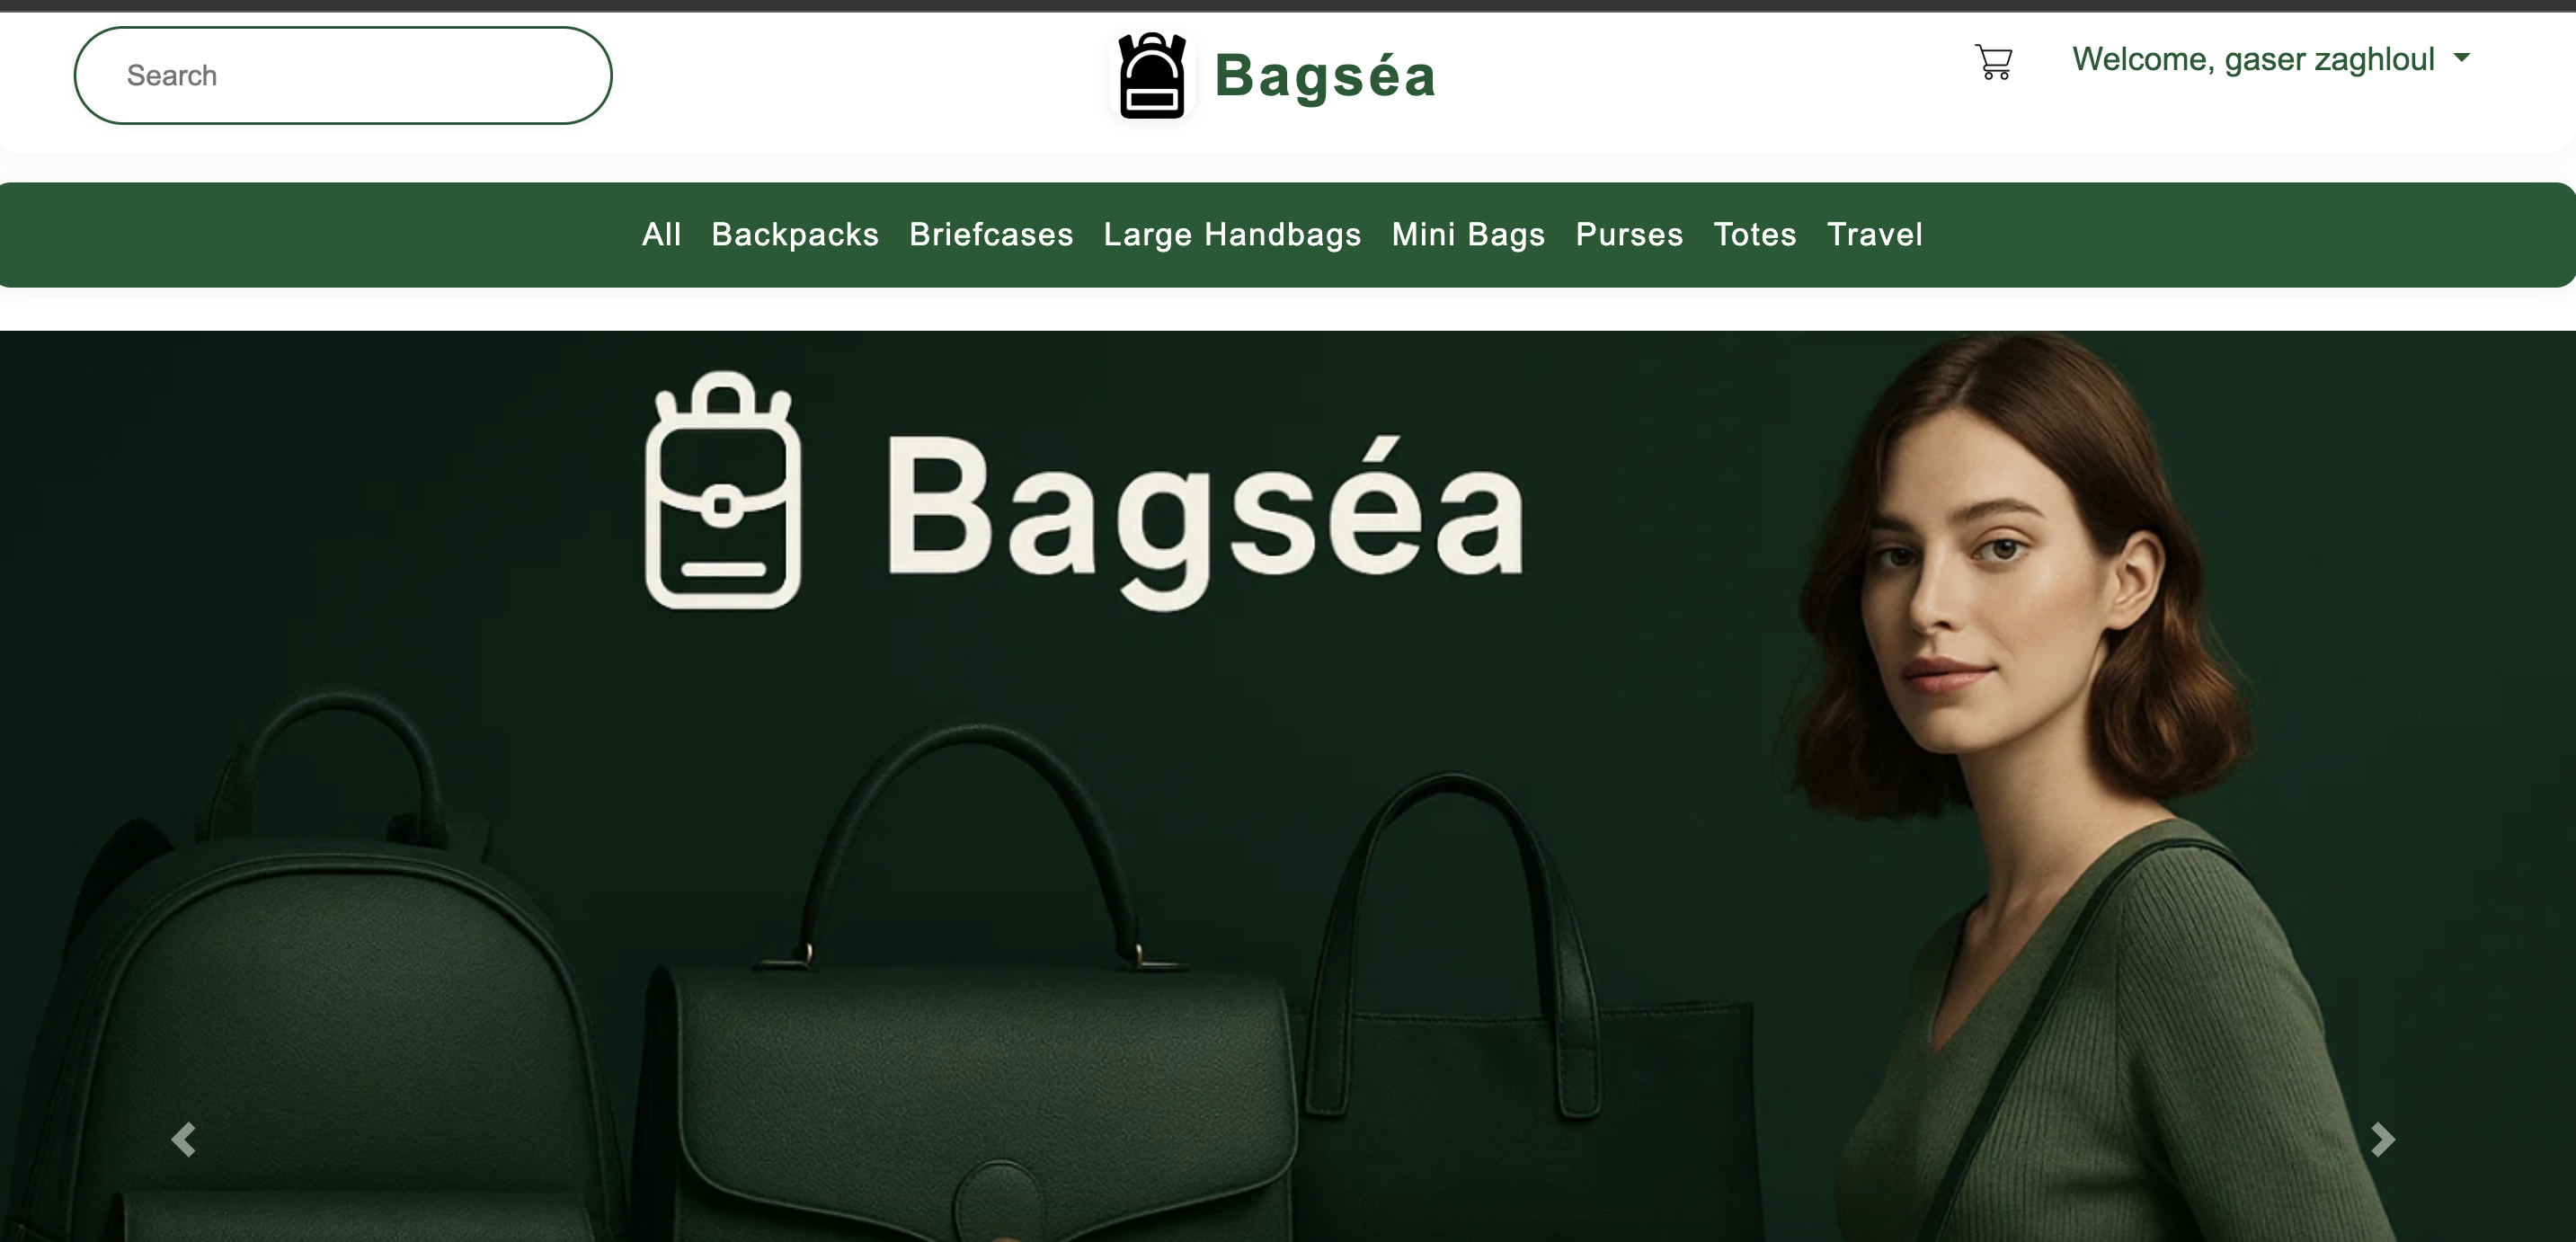 Search
Bagséa
Welcome, gaser zaghloul
All Backpacks Briefcases Large Handbags Mini Bags Purses Totes Travel
Bagséa